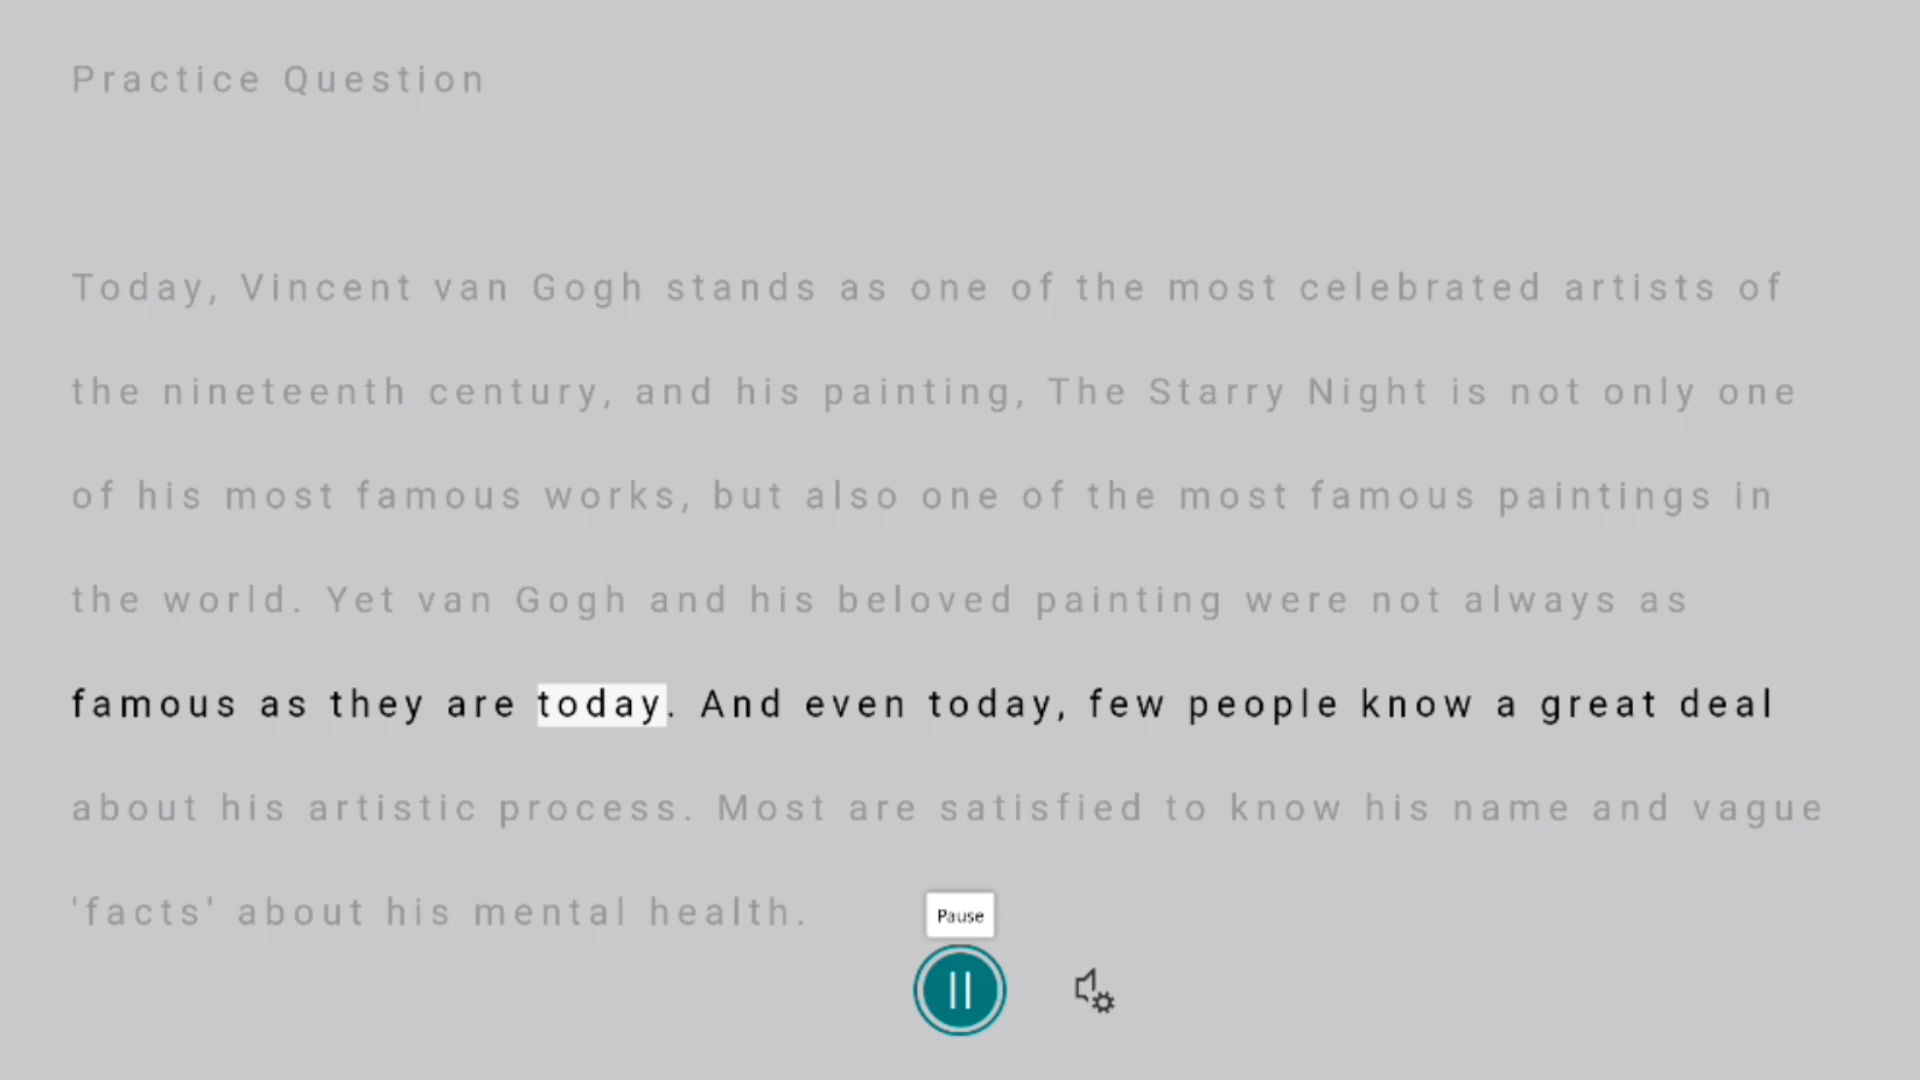 Practice Question
Today, Vincent van Gogh stands as one of the most celebrated artists of
the nineteenth century, and his painting, The Starry Night is not only one
of his most famous works, but also one of the most famous paintings in
the world. Yet van Gogh and his beloved painting were not always as
famous as they are today. And even today, few people know a great deal
about his artistic process. Most are satisfied to know his name and vague
'facts' about his mental health.
Pause